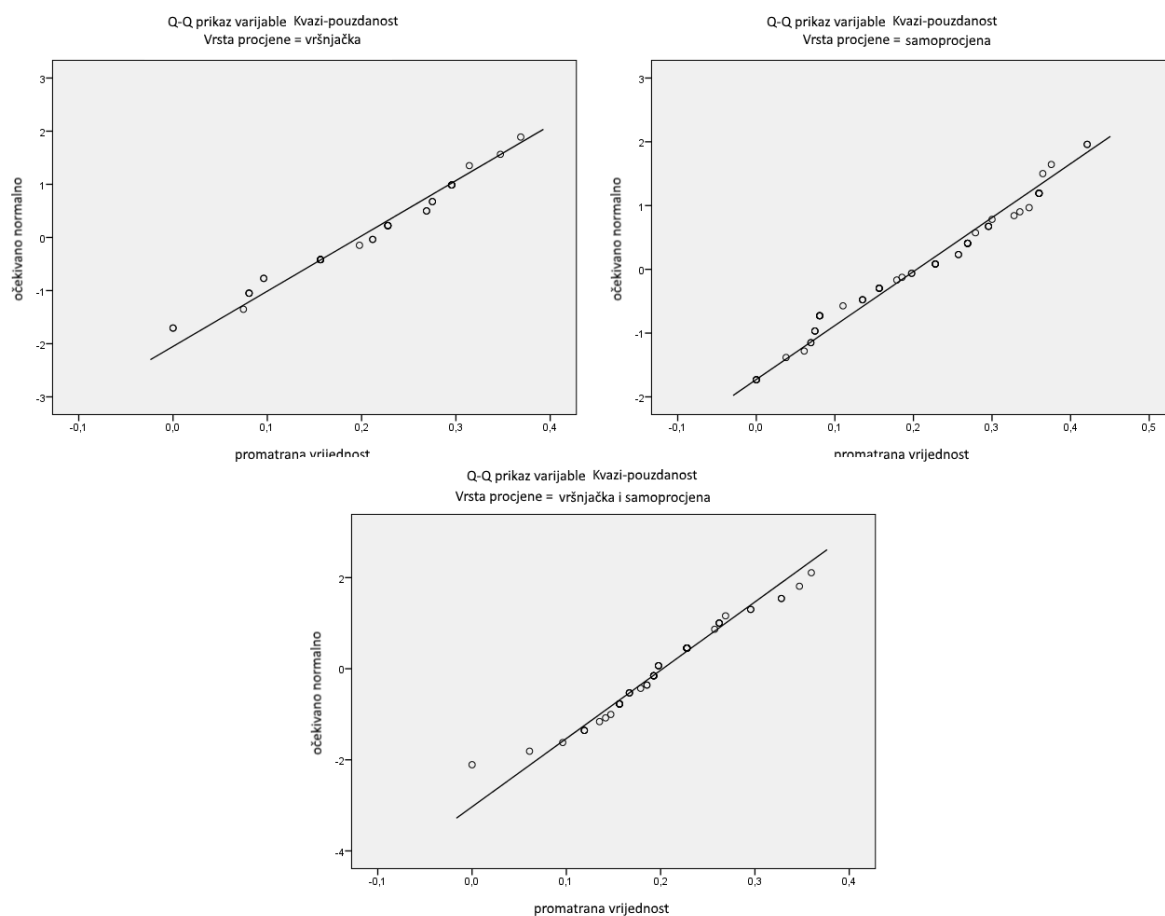 Q-Q prikaz varijable Kvazi-pouzdanost
Vrsta procjene = vršnjačka
3
2
1
0
-1
-2
-3
očekivano normalno
-0,1 0,0 0,1 0,2 0,3 0,4
promatrana vrijednost
Q-Q prikaz varijable Kvazi-pouzdanost
Vrsta procjene = samoprocjena
3
2
1
0
-1
-2
očekivano normalno
-0,1 0,0 0,1 0,2 0,3 0,4 0,5
promatrana vrijednost
Q-Q prikaz varijable Kvazi-pouzdanost
Vrsta procjene = vršnjačka i samoprocjena
2
0
-2
-4
očekivano normalno
-0,1 0,0 0,1 0,2 0,3 0,4
promatrana vrijednost